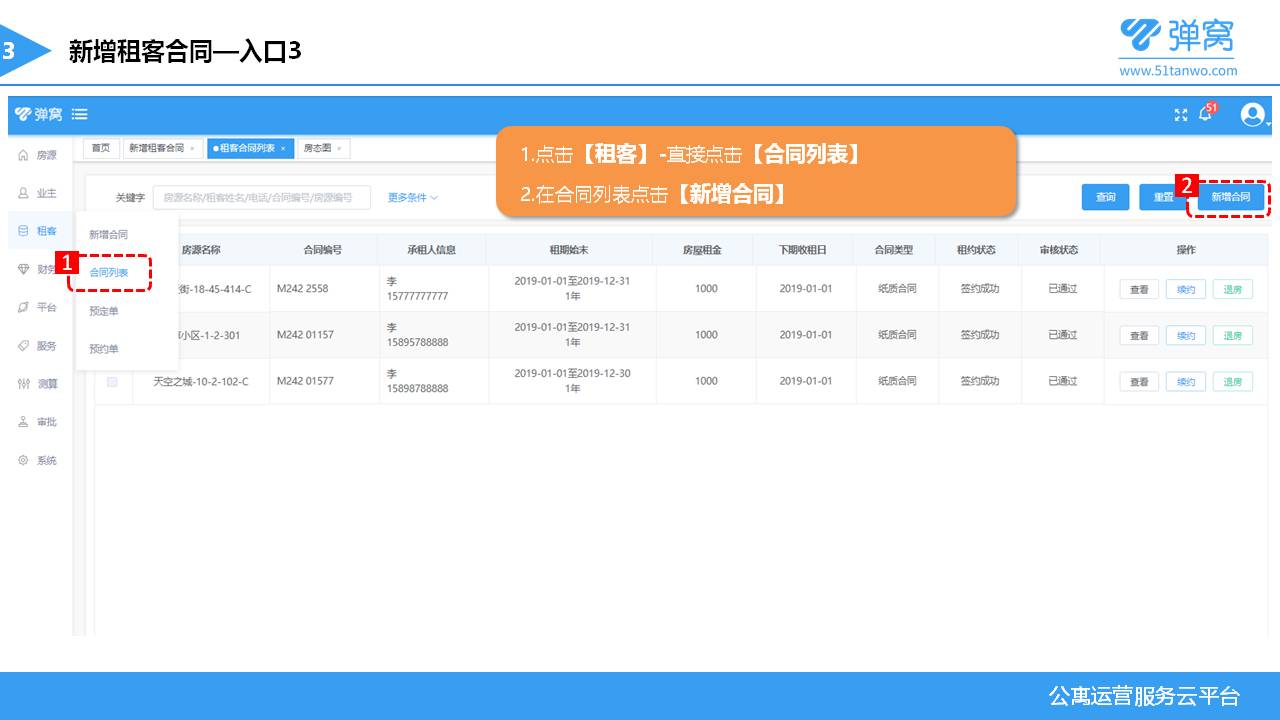 3
新增租客合同—入口3
弹窝
www.51tanwo.com
弹窝
51
房源
业主
租客
财务
平台
服务
测算
审批
系统
首页
新增租客合同 ×
租客合同列表 ×
房态图 ×
1.点击【租客】-直接点击【合同列表】
2.在合同列表点击【新增合同】
关键字
房源名称/租客姓名/电话/合同编号/房源编号
更多条件
查询
重置
2
新增合同
新增合同
1
合同列表
预定单
预约单
房源名称 合同编号 承租人信息 租期始末 房屋租金 下期收租日 合同类型 租约状态 审核状态 操作
街-18-45-414-C M242 2558 李 2019-01-01至2019-12-31 1000 2019-01-01 纸质合同 签约成功 已通过 查看 续约 退房
15777777777 1年
小区-1-2-301 M242 01157 李 2019-01-01至2019-12-31 1000 2019-01-01 纸质合同 签约成功 已通过 查看 续约 退房
15895788888 1年
天空之城-10-2-102-C M242 01577 李 2019-01-01至2019-12-30 1000 2019-01-01 纸质合同 签约成功 已通过 查看 续约 退房
15898788888 1年
公寓运营服务云平台